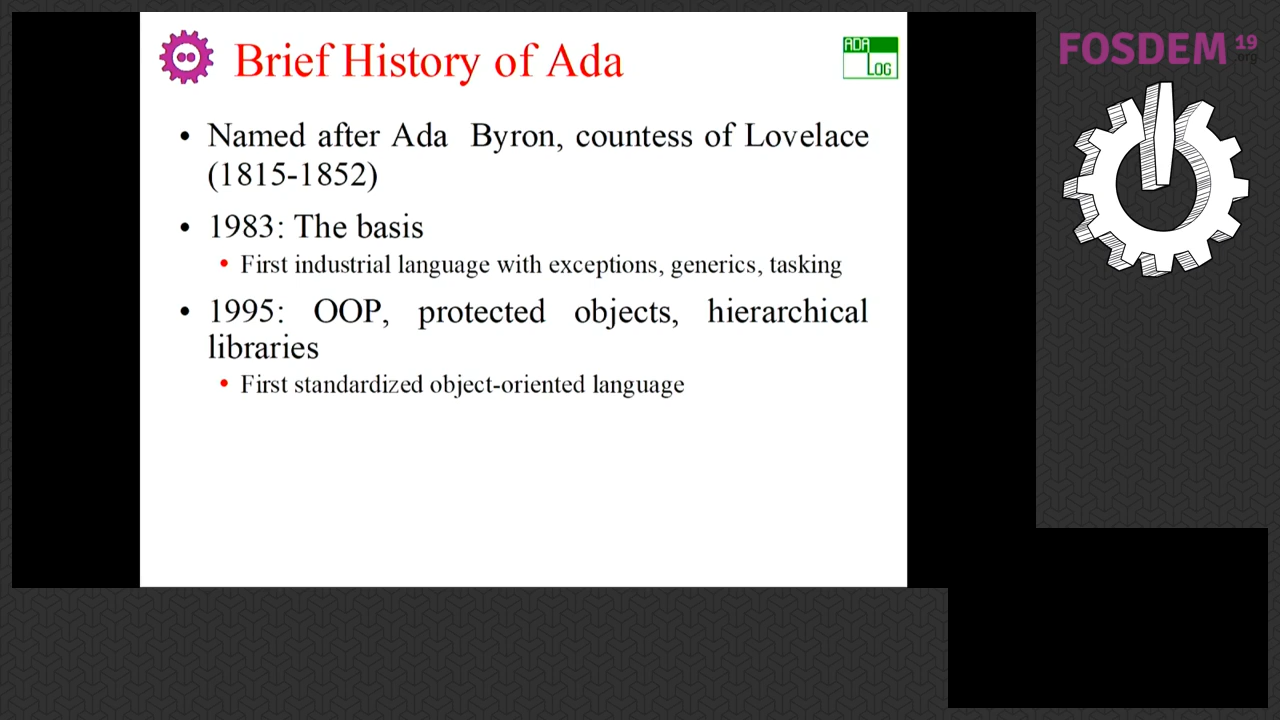 Brief History of Ada
ADA
LOG
FOSDEM 19
.org
• Named after Ada Byron, countess of Lovelace
(1815-1852)
• 1983: The basis
• First industrial language with exceptions, generics, tasking
• 1995: OOP, protected objects, hierarchical
libraries
• First standardized object-oriented language